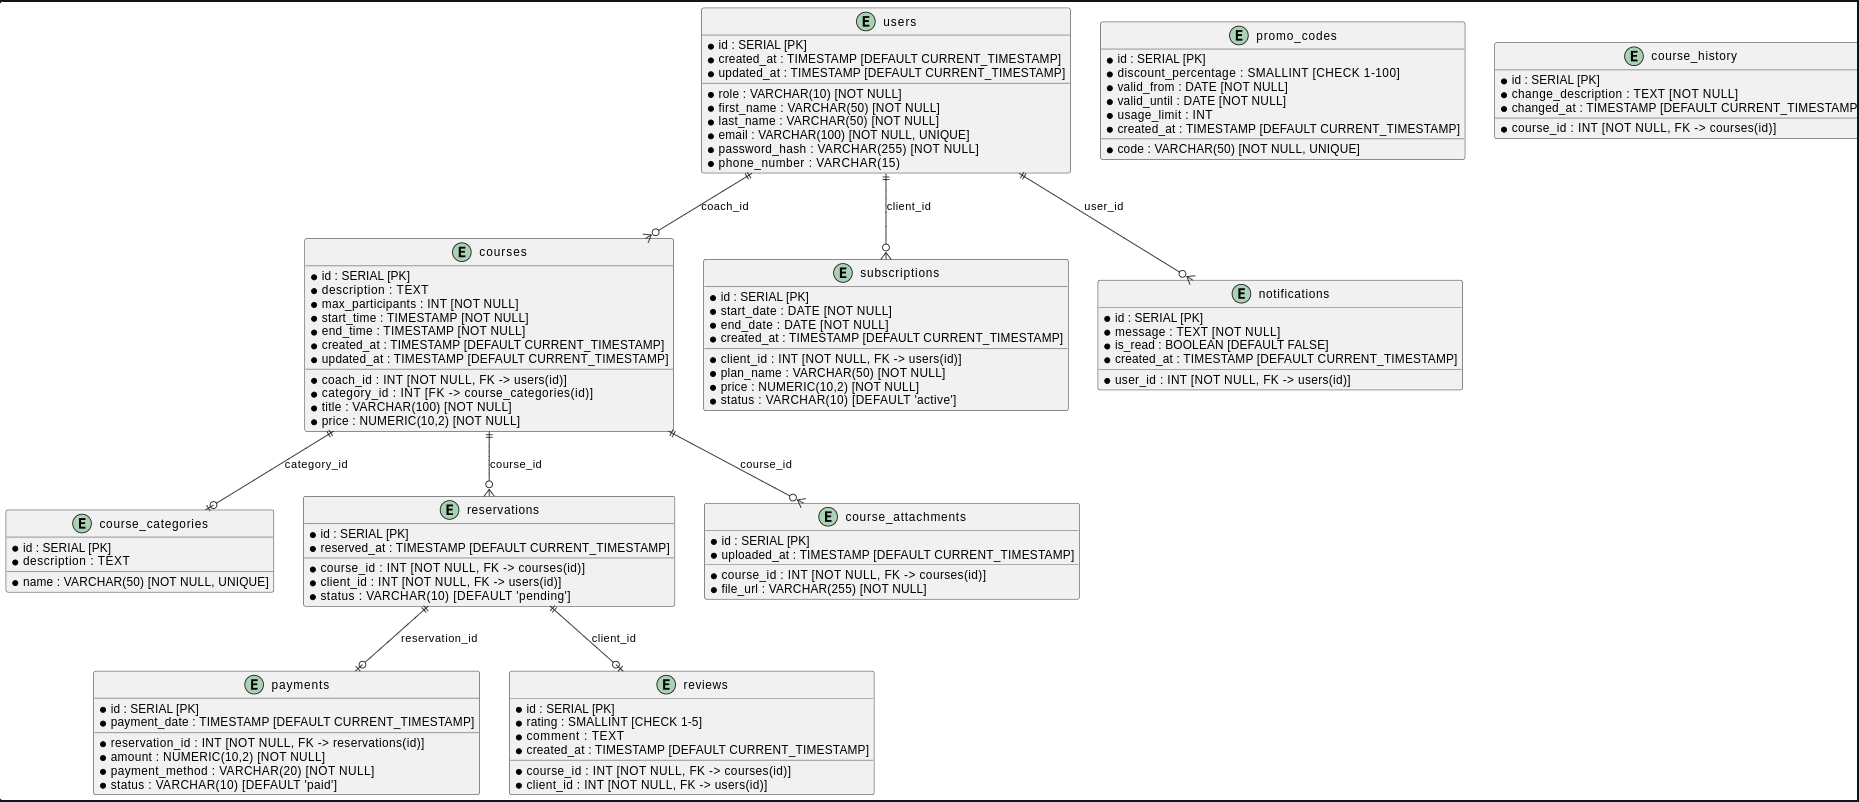 E users
id : SERIAL [PK]
created_at : TIMESTAMP [DEFAULT CURRENT_TIMESTAMP]
updated_at : TIMESTAMP [DEFAULT CURRENT_TIMESTAMP]
role : VARCHAR(10) [NOT NULL]
first_name : VARCHAR(50) [NOT NULL]
last_name : VARCHAR(50) [NOT NULL]
email : VARCHAR(100) [NOT NULL, UNIQUE]
password_hash : VARCHAR(255) [NOT NULL]
phone_number : VARCHAR(15)
E promo_codes
id : SERIAL [PK]
discount_percentage : SMALLINT [CHECK 1-100]
valid_from : DATE [NOT NULL]
valid_until : DATE [NOT NULL]
usage_limit : INT
created_at : TIMESTAMP [DEFAULT CURRENT_TIMESTAMP]
code : VARCHAR(50) [NOT NULL, UNIQUE]
E course_history
id : SERIAL [PK]
change_description : TEXT [NOT NULL]
changed_at : TIMESTAMP [DEFAULT CURRENT_TIMESTAMP
course_id : INT [NOT NULL, FK -> courses(id)]
coach_id
client_id
user_id
E courses
id : SERIAL [PK]
description : TEXT
max_participants : INT [NOT NULL]
start_time : TIMESTAMP [NOT NULL]
end_time : TIMESTAMP [NOT NULL]
created_at : TIMESTAMP [DEFAULT CURRENT_TIMESTAMP]
updated_at : TIMESTAMP [DEFAULT CURRENT_TIMESTAMP]
coach_id : INT [NOT NULL, FK -> users(id)]
category_id : INT [FK -> course_categories(id)]
title : VARCHAR(100) [NOT NULL]
price : NUMERIC(10,2) [NOT NULL]
E subscriptions
id : SERIAL [PK]
start_date : DATE [NOT NULL]
end_date : DATE [NOT NULL]
created_at : TIMESTAMP [DEFAULT CURRENT_TIMESTAMP]
client_id : INT [NOT NULL, FK -> users(id)]
plan_name : VARCHAR(50) [NOT NULL]
price : NUMERIC(10,2) [NOT NULL]
status : VARCHAR(10) [DEFAULT 'active']
E notifications
id : SERIAL [PK]
message : TEXT [NOT NULL]
is_read : BOOLEAN [DEFAULT FALSE]
created_at : TIMESTAMP [DEFAULT CURRENT_TIMESTAMP]
user_id : INT [NOT NULL, FK -> users(id)]
category_id
course_id
course_id
E course_categories
id : SERIAL [PK]
description : TEXT
name : VARCHAR(50) [NOT NULL, UNIQUE]
E reservations
id : SERIAL [PK]
reserved_at : TIMESTAMP [DEFAULT CURRENT_TIMESTAMP]
course_id : INT [NOT NULL, FK -> courses(id)]
client_id : INT [NOT NULL, FK -> users(id)]
status : VARCHAR(10) [DEFAULT 'pending']
E course_attachments
id : SERIAL [PK]
uploaded_at : TIMESTAMP [DEFAULT CURRENT_TIMESTAMP]
course_id : INT [NOT NULL, FK -> courses(id)]
file_url : VARCHAR(255) [NOT NULL]
reservation_id
client_id
E payments
id : SERIAL [PK]
payment_date : TIMESTAMP [DEFAULT CURRENT_TIMESTAMP]
reservation_id : INT [NOT NULL, FK -> reservations(id)]
amount : NUMERIC(10,2) [NOT NULL]
payment_method : VARCHAR(20) [NOT NULL]
status : VARCHAR(10) [DEFAULT 'paid']
E reviews
id : SERIAL [PK]
rating : SMALLINT [CHECK 1-5]
comment : TEXT
created_at : TIMESTAMP [DEFAULT CURRENT_TIMESTAMP]
course_id : INT [NOT NULL, FK -> courses(id)]
client_id : INT [NOT NULL, FK -> users(id)]